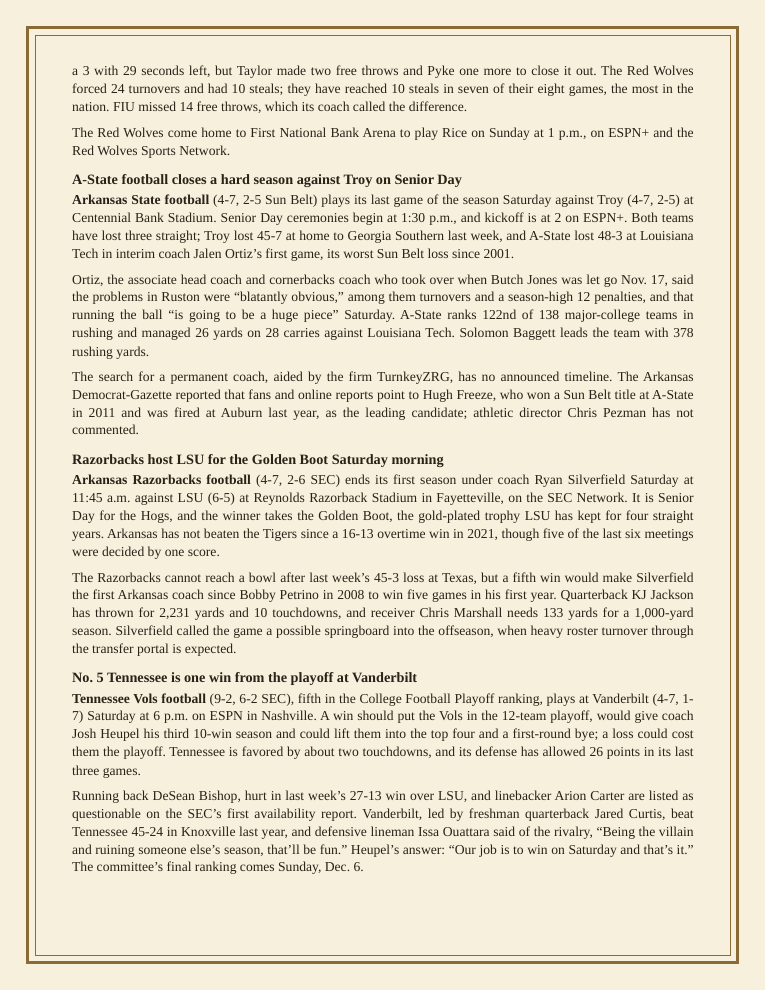 a 3 with 29 seconds left, but Taylor made two free throws and Pyke one more to close it out. The Red Wolves
forced 24 turnovers and had 10 steals; they have reached 10 steals in seven of their eight games, the most in the
nation. FIU missed 14 free throws, which its coach called the difference.
The Red Wolves come home to First National Bank Arena to play Rice on Sunday at 1 p.m., on ESPN+ and the
Red Wolves Sports Network.
A-State football closes a hard season against Troy on Senior Day
Arkansas State football (4-7, 2-5 Sun Belt) plays its last game of the season Saturday against Troy (4-7, 2-5) at
Centennial Bank Stadium. Senior Day ceremonies begin at 1:30 p.m., and kickoff is at 2 on ESPN+. Both teams
have lost three straight; Troy lost 45-7 at home to Georgia Southern last week, and A-State lost 48-3 at Louisiana
Tech in interim coach Jalen Ortiz’s first game, its worst Sun Belt loss since 2001.
Ortiz, the associate head coach and cornerbacks coach who took over when Butch Jones was let go Nov. 17, said
the problems in Ruston were “blatantly obvious,” among them turnovers and a season-high 12 penalties, and that
running the ball “is going to be a huge piece” Saturday. A-State ranks 122nd of 138 major-college teams in
rushing and managed 26 yards on 28 carries against Louisiana Tech. Solomon Baggett leads the team with 378
rushing yards.
The search for a permanent coach, aided by the firm TurnkeyZRG, has no announced timeline. The Arkansas
Democrat-Gazette reported that fans and online reports point to Hugh Freeze, who won a Sun Belt title at A-State
in 2011 and was fired at Auburn last year, as the leading candidate; athletic director Chris Pezman has not
commented.
Razorbacks host LSU for the Golden Boot Saturday morning
Arkansas Razorbacks football (4-7, 2-6 SEC) ends its first season under coach Ryan Silverfield Saturday at
11:45 a.m. against LSU (6-5) at Reynolds Razorback Stadium in Fayetteville, on the SEC Network. It is Senior
Day for the Hogs, and the winner takes the Golden Boot, the gold-plated trophy LSU has kept for four straight
years. Arkansas has not beaten the Tigers since a 16-13 overtime win in 2021, though five of the last six meetings
were decided by one score.
The Razorbacks cannot reach a bowl after last week’s 45-3 loss at Texas, but a fifth win would make Silverfield
the first Arkansas coach since Bobby Petrino in 2008 to win five games in his first year. Quarterback KJ Jackson
has thrown for 2,231 yards and 10 touchdowns, and receiver Chris Marshall needs 133 yards for a 1,000-yard
season. Silverfield called the game a possible springboard into the offseason, when heavy roster turnover through
the transfer portal is expected.
No. 5 Tennessee is one win from the playoff at Vanderbilt
Tennessee Vols football (9-2, 6-2 SEC), fifth in the College Football Playoff ranking, plays at Vanderbilt (4-7, 1-
7) Saturday at 6 p.m. on ESPN in Nashville. A win should put the Vols in the 12-team playoff, would give coach
Josh Heupel his third 10-win season and could lift them into the top four and a first-round bye; a loss could cost
them the playoff. Tennessee is favored by about two touchdowns, and its defense has allowed 26 points in its last
three games.
Running back DeSean Bishop, hurt in last week’s 27-13 win over LSU, and linebacker Arion Carter are listed as
questionable on the SEC’s first availability report. Vanderbilt, led by freshman quarterback Jared Curtis, beat
Tennessee 45-24 in Knoxville last year, and defensive lineman Issa Ouattara said of the rivalry, “Being the villain
and ruining someone else’s season, that’ll be fun.” Heupel’s answer: “Our job is to win on Saturday and that’s it.”
The committee’s final ranking comes Sunday, Dec. 6.